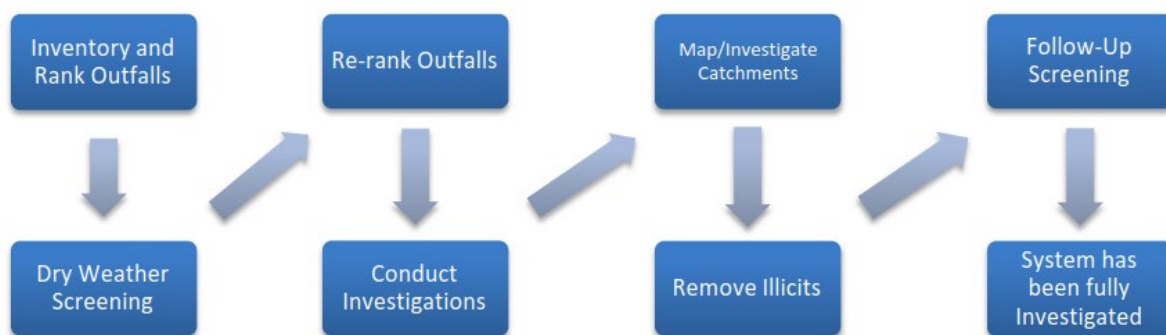 Inventory and
Rank Outfalls
Dry Weather
Screening
Re-rank Outfalls
Conduct
Investigations
Map/Investigate
Catchments
Remove Illicits
Follow-Up
Screening
System has
been fully
Investigated